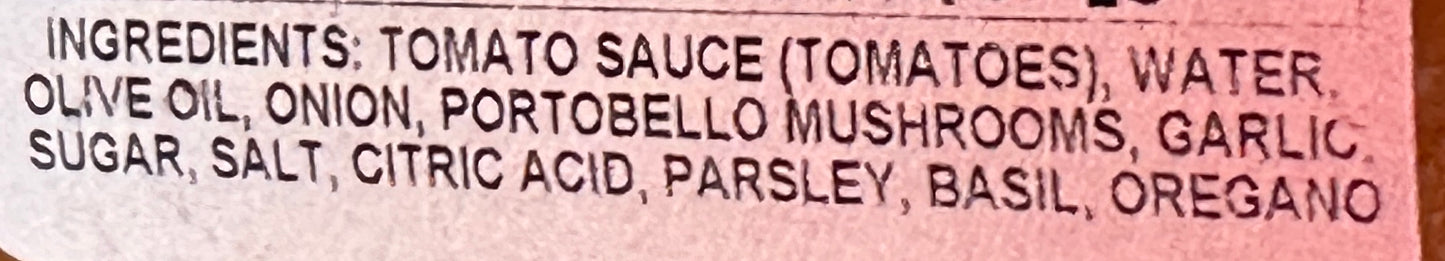 INGREDIENTS: TOMATO SAUCE (TOMATOES), WATER,
OLIVE OIL, ONION, PORTOBELLO MUSHROOMS, GARLIC,
SUGAR, SALT, CITRIC ACID, PARSLEY, BASIL, OREGANO